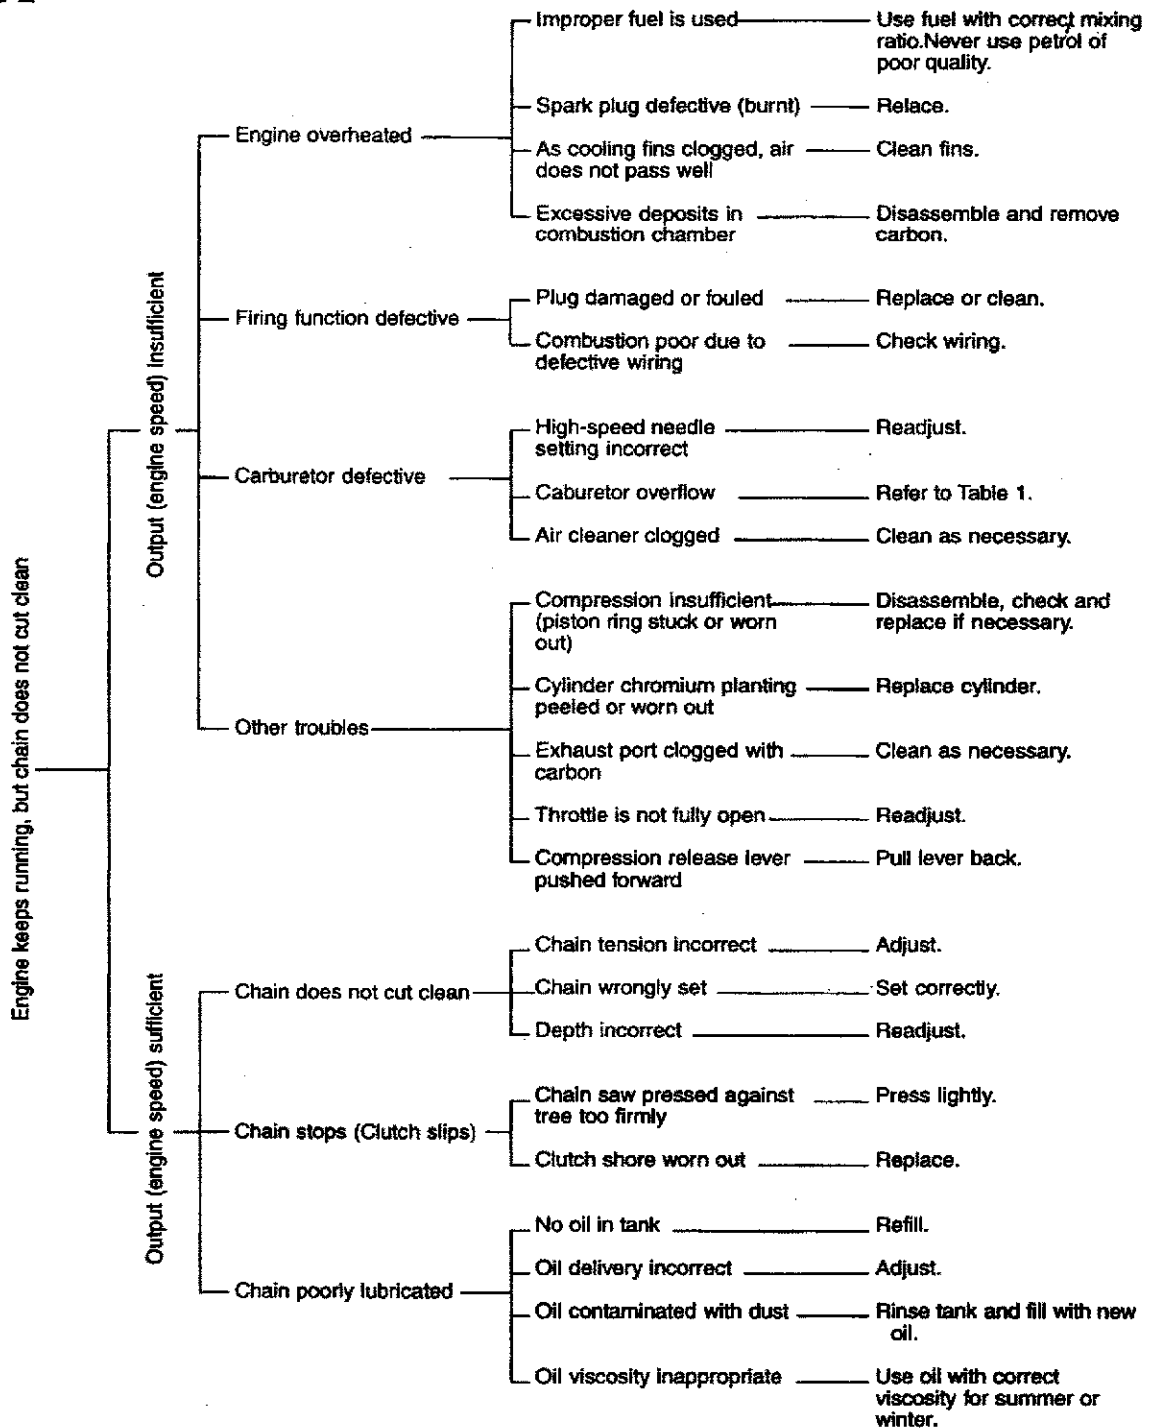 Engine keeps running, but chain does not cut clean
Output (engine speed) insufficient
Engine overheated
Improper fuel is used
Use fuel with correct mixing
ratio.Never use petrol of
poor quality.
Spark plug defective (burnt)
Relace.
As cooling fins clogged, air
does not pass well
Clean fins.
Excessive deposits in
combustion chamber
Disassemble and remove
carbon.
Firing function defective
Plug damaged or fouled
Replace or clean.
Combustion poor due to
defective wiring
Check wiring.
Carburetor defective
High-speed needle
setting incorrect
Readjust.
Caburetor overflow
Refer to Table 1.
Air cleaner clogged
Clean as necessary.
Other troubles
Compression insufficient
(piston ring stuck or worn
out)
Disassemble, check and
replace if necessary.
Cylinder chromium planting
peeled or worn out
Replace cylinder.
Exhaust port clogged with
carbon
Clean as necessary.
Throttle is not fully open
Readjust.
Compression release lever
pushed forward
Pull lever back.
Output (engine speed) sufficient
Chain does not cut clean
Chain tension incorrect
Adjust.
Chain wrongly set
Set correctly.
Depth incorrect
Readjust.
Chain stops (Clutch slips)
Chain saw pressed against
tree too firmly
Press lightly.
Clutch shore worn out
Replace.
Chain poorly lubricated
No oil in tank
Refill.
Oil delivery incorrect
Adjust.
Oil contaminated with dust
Rinse tank and fill with new
oil.
Oil viscosity inappropriate
Use oil with correct
viscosity for summer or
winter.